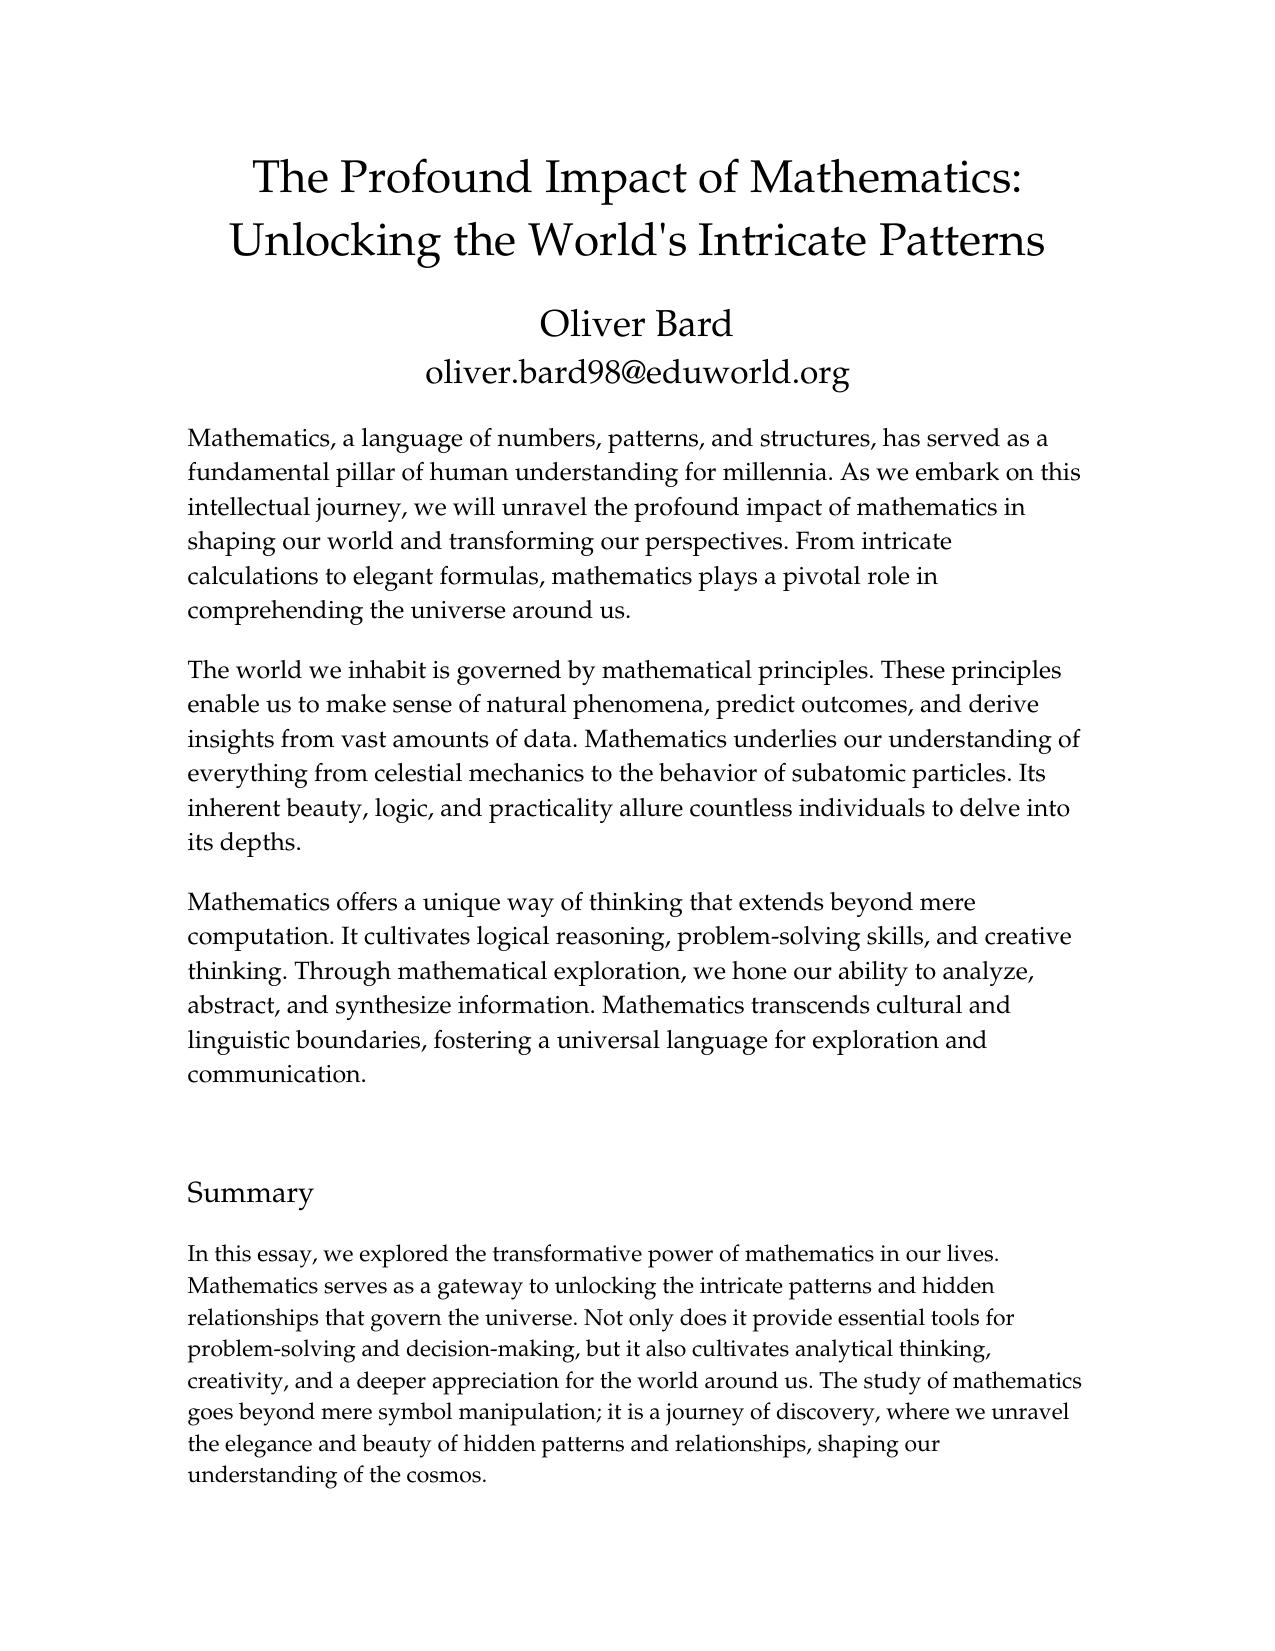 The Profound Impact of Mathematics:
Unlocking the World's Intricate Patterns
Oliver Bard
oliver.bard98@eduworld.org
Mathematics, a language of numbers, patterns, and structures, has served as a
fundamental pillar of human understanding for millennia. As we embark on this
intellectual journey, we will unravel the profound impact of mathematics in
shaping our world and transforming our perspectives. From intricate
calculations to elegant formulas, mathematics plays a pivotal role in
comprehending the universe around us.
The world we inhabit is governed by mathematical principles. These principles
enable us to make sense of natural phenomena, predict outcomes, and derive
insights from vast amounts of data. Mathematics underlies our understanding of
everything from celestial mechanics to the behavior of subatomic particles. Its
inherent beauty, logic, and practicality allure countless individuals to delve into
its depths.
Mathematics offers a unique way of thinking that extends beyond mere
computation. It cultivates logical reasoning, problem-solving skills, and creative
thinking. Through mathematical exploration, we hone our ability to analyze,
abstract, and synthesize information. Mathematics transcends cultural and
linguistic boundaries, fostering a universal language for exploration and
communication.
Summary
In this essay, we explored the transformative power of mathematics in our lives.
Mathematics serves as a gateway to unlocking the intricate patterns and hidden
relationships that govern the universe. Not only does it provide essential tools for
problem-solving and decision-making, but it also cultivates analytical thinking,
creativity, and a deeper appreciation for the world around us. The study of mathematics
goes beyond mere symbol manipulation; it is a journey of discovery, where we unravel
the elegance and beauty of hidden patterns and relationships, shaping our
understanding of the cosmos.